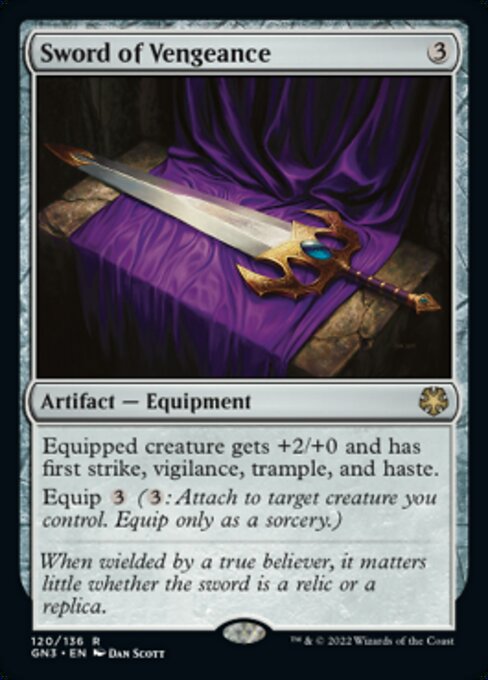 Sword of Vengeance 3
Artifact — Equipment
Equipped creature gets +2/+0 and has
first strike, vigilance, trample, and haste.
Equip 3 (3: Attach to target creature you
control. Equip only as a sorcery.)
When wielded by a true believer, it matters
little whether the sword is a relic or a
replica.
120/136 R
GN3 • EN Dan Scott
™ & © 2022 Wizards of the Coast